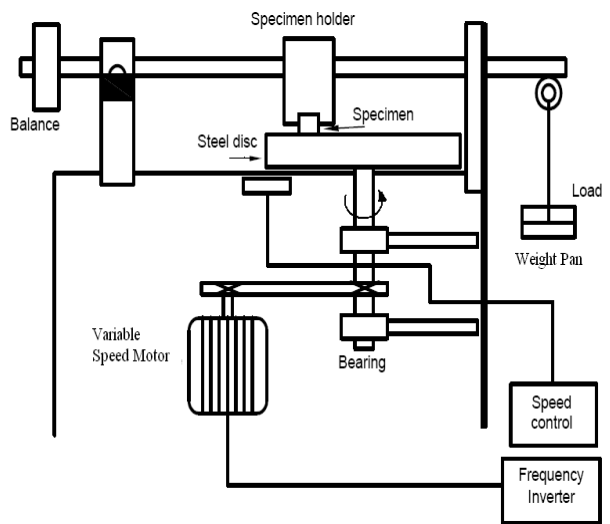 Specimen holder
Balance
Specimen
Steel disc
Load
Weight Pan
Variable
Speed Motor
Bearing
Speed
control
Frequency
Inverter